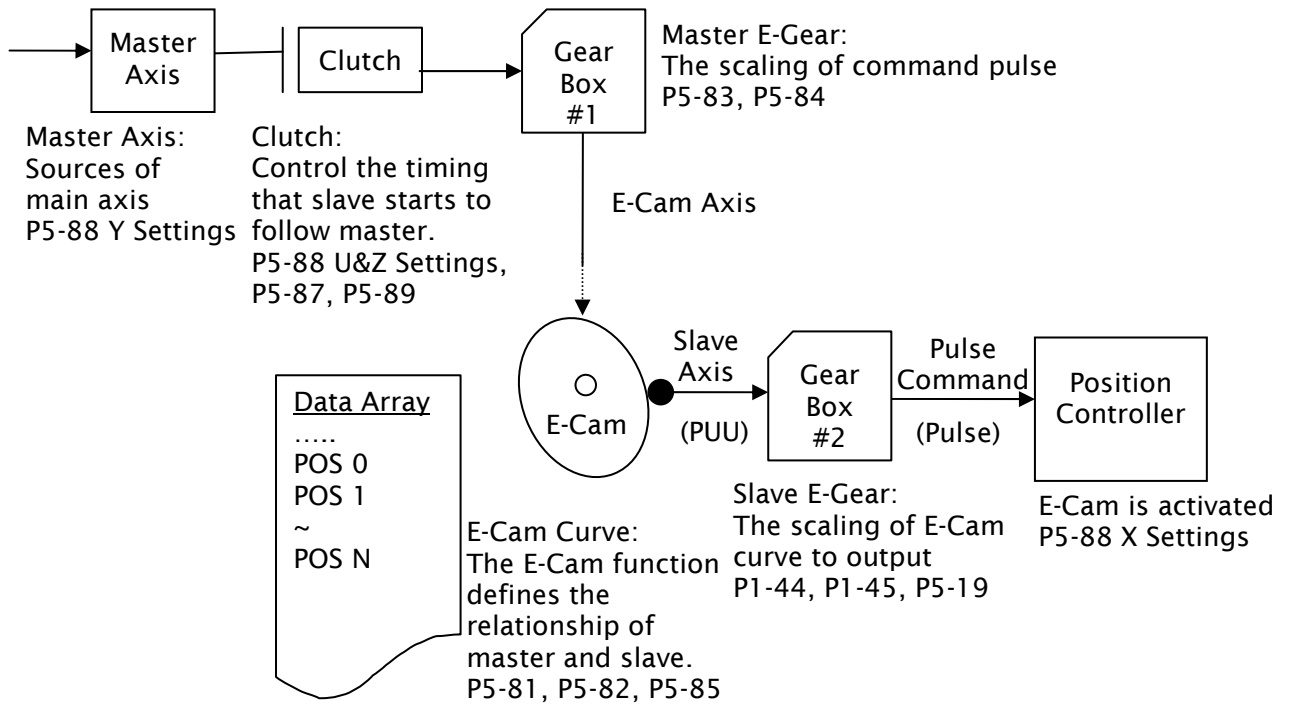 Master
Axis
Master Axis:
Sources of
main axis
P5-88 Y Settings
Clutch
Clutch:
Control the timing
that slave starts to
follow master.
P5-88 U&Z Settings,
P5-87, P5-89
Gear
Box
#1
Master E-Gear:
The scaling of command pulse
P5-83, P5-84
E-Cam Axis
Data Array
.....
POS 0
POS 1
~
POS N
E-Cam
E-Cam Curve:
The E-Cam function
defines the
relationship of
master and slave.
P5-81, P5-82, P5-85
Slave
Axis
(PUU)
Gear
Box
#2
Slave E-Gear:
The scaling of E-Cam
curve to output
P1-44, P1-45, P5-19
Pulse
Command
(Pulse)
Position
Controller
E-Cam is activated
P5-88 X Settings